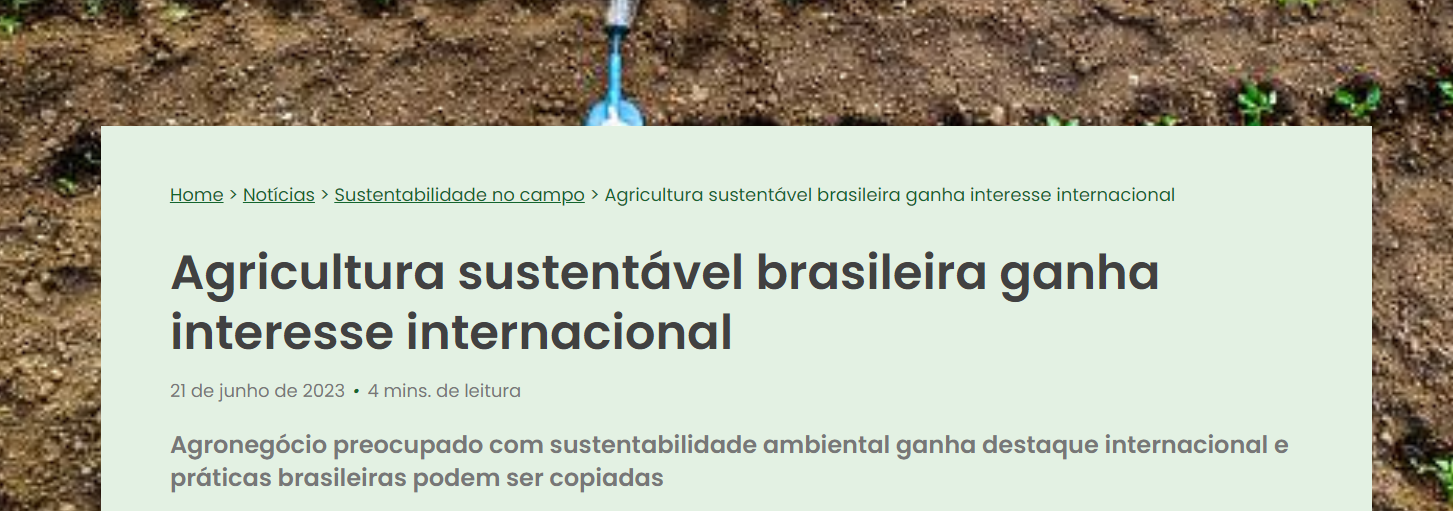 Home > Notícias > Sustentabilidade no campo > Agricultura sustentável brasileira ganha interesse internacional
Agricultura sustentável brasileira ganha
interesse internacional
21 de junho de 2023 • 4 mins. de leitura
Agronegócio preocupado com sustentabilidade ambiental ganha destaque internacional e
práticas brasileiras podem ser copiadas